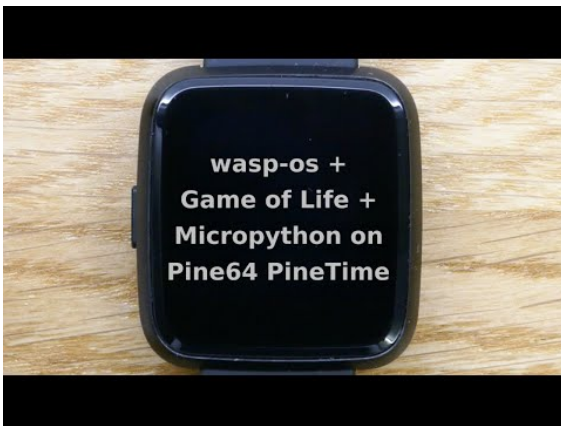 wasp-os +
Game of Life +
Micropython on
Pine64 PineTime